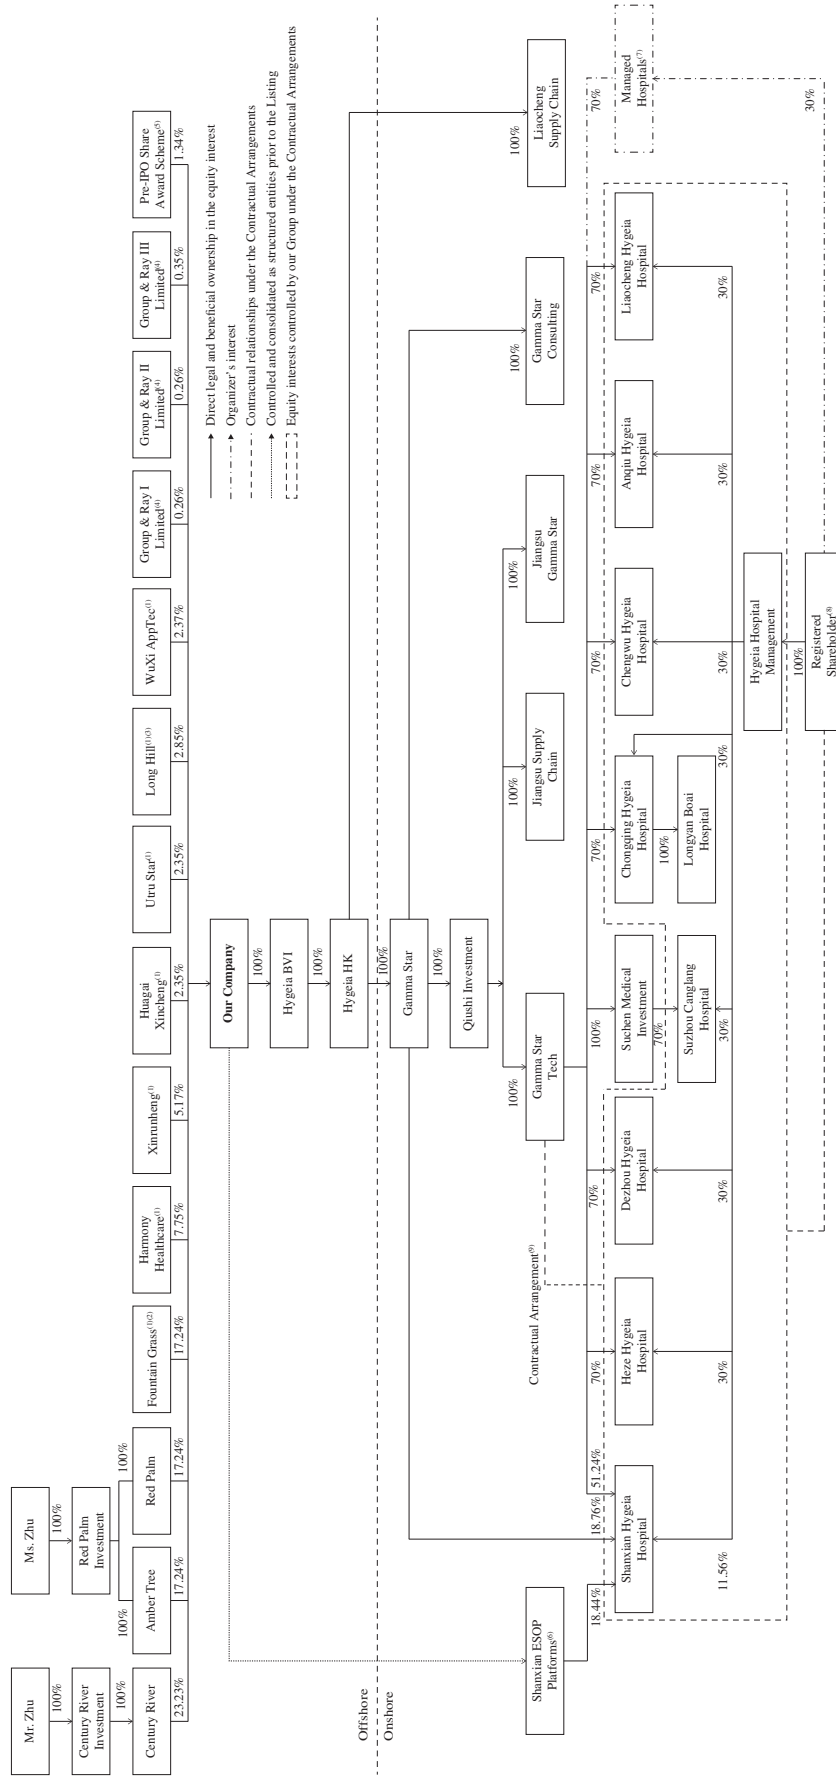 Mr. Zhu
100%
Century River
Investment
100%
Century River
23.23%
Ms. Zhu
100%
Red Palm
Investment
100%
100%
Amber Tree
17.24%
Red Palm
17.24%
Fountain Grass(1)(2)
17.24%
Harmony
Healthcare(1)
7.75%
Xinrunheng(1)
5.17%
Huagai
Xincheng(1)
2.35%
Utru Star(1)
2.35%
Long Hill(1)(3)
2.85%
WuXi AppTec(1)
2.37%
Group & Ray I
Limited(4)
0.26%
Group & Ray II
Limited(4)
0.26%
Group & Ray III
Limited(4)
0.35%
Pre-IPO Share
Award Scheme(5)
1.34%
Direct legal and beneficial ownership in the equity interest
Organizer's interest
Contractual relationships under the Contractual Arrangements
Controlled and consolidated as structured entities prior to the Listing
Equity interests controlled by our Group under the Contractual Arrangements
Our Company
100%
Hygeia BVI
100%
Hygeia HK
Offshore
Onshore
100%
Gamma Star
100%
Qiushi Investment
100%
100%
100%
100%
100%
Shanxian ESOP
Platforms(6)
Gamma Star
Tech
Jiangsu Supply
Chain
Jiangsu
Gamma Star
Gamma Star
Consulting
Liaocheng
Supply Chain
Contractual Arrangement(9)
18.44%
18.76%
51.24%
70%
70%
100%
70%
70%
70%
70%
70%
Shanxian Hygeia
Hospital
Heze Hygeia
Hospital
Dezhou Hygeia
Hospital
Suchen Medical
Investment
Chongqing Hygeia
Hospital
Chengwu Hygeia
Hospital
Anqiu Hygeia
Hospital
Liaocheng Hygeia
Hospital
Managed
Hospitals(7)
70%
100%
Suzhou Canglang
Hospital
Longyan Boai
Hospital
11.56%
30%
30%
30%
30%
30%
30%
30%
30%
Hygeia Hospital
Management
100%
Registered
Shareholder(8)